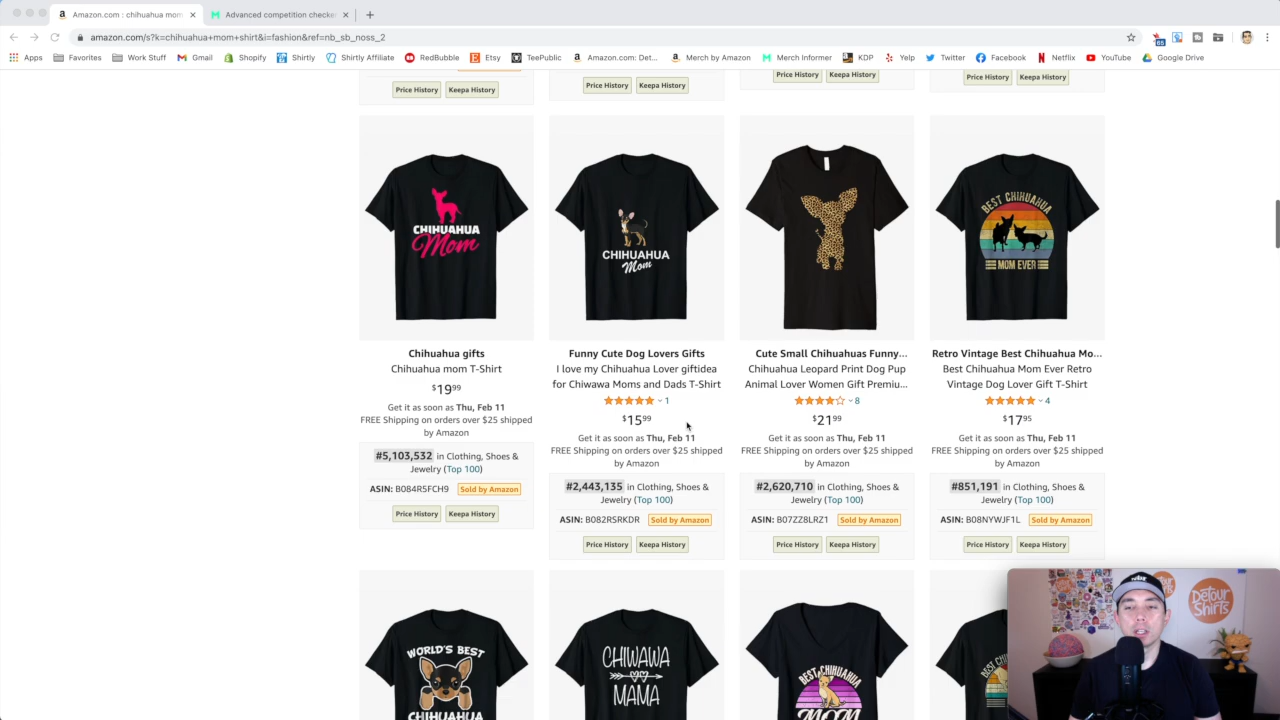 Amazon.com : chihuahua mom
Advanced competition checker
amazon.com/s?k=chihuahua+mom+shirt&i=fashion&ref=nb_sb_noss_2
Apps Favorites Work Stuff Gmail Shopify Shirtly Shirtly Affiliate RedBubble Etsy TeePublic Amazon.com: Det... Merch by Amazon Merch Informer KDP Yelp Twitter Facebook Netflix YouTube Google Drive
Price History Keepa History
Price History Keepa History
Price History Keepa History
Price History Keepa History
CHIHUAHUA
Mom
CHIHUAHUA
Mom
BEST CHIHUAHUA
MOM EVER
Chihuahua gifts
Chihuahua mom T-Shirt
$1999
Get it as soon as Thu, Feb 11
FREE Shipping on orders over $25 shipped
by Amazon
#5,103,532 in Clothing, Shoes &
Jewelry (Top 100)
ASIN: B084R5FCH9 Sold by Amazon
Price History Keepa History
Funny Cute Dog Lovers Gifts
I love my Chihuahua Lover giftidea
for Chiwawa Moms and Dads T-Shirt
1
$1599
Get it as soon as Thu, Feb 11
FREE Shipping on orders over $25 shipped
by Amazon
#2,443,135 in Clothing, Shoes &
Jewelry (Top 100)
ASIN: B082RSRKDR Sold by Amazon
Price History Keepa History
Cute Small Chihuahuas Funny...
Chihuahua Leopard Print Dog Pup
Animal Lover Women Gift Premiu...
8
$2199
Get it as soon as Thu, Feb 11
FREE Shipping on orders over $25 shipped
by Amazon
#2,620,710 in Clothing, Shoes &
Jewelry (Top 100)
ASIN: B07ZZ8LRZ1 Sold by Amazon
Price History Keepa History
Retro Vintage Best Chihuahua Mo...
Best Chihuahua Mom Ever Retro
Vintage Dog Lover Gift T-Shirt
4
$1795
Get it as soon as Thu, Feb 11
FREE Shipping on orders over $25 shipped
by Amazon
#851,191 in Clothing, Shoes &
Jewelry (Top 100)
ASIN: B08NYWJF1L Sold by Amazon
Price History Keepa History
WORLD'S BEST
CHIHUAHUA
CHIWAWA
MAMA
BEST CHIHUAHUA
MOM
DeTour
SHiRTS